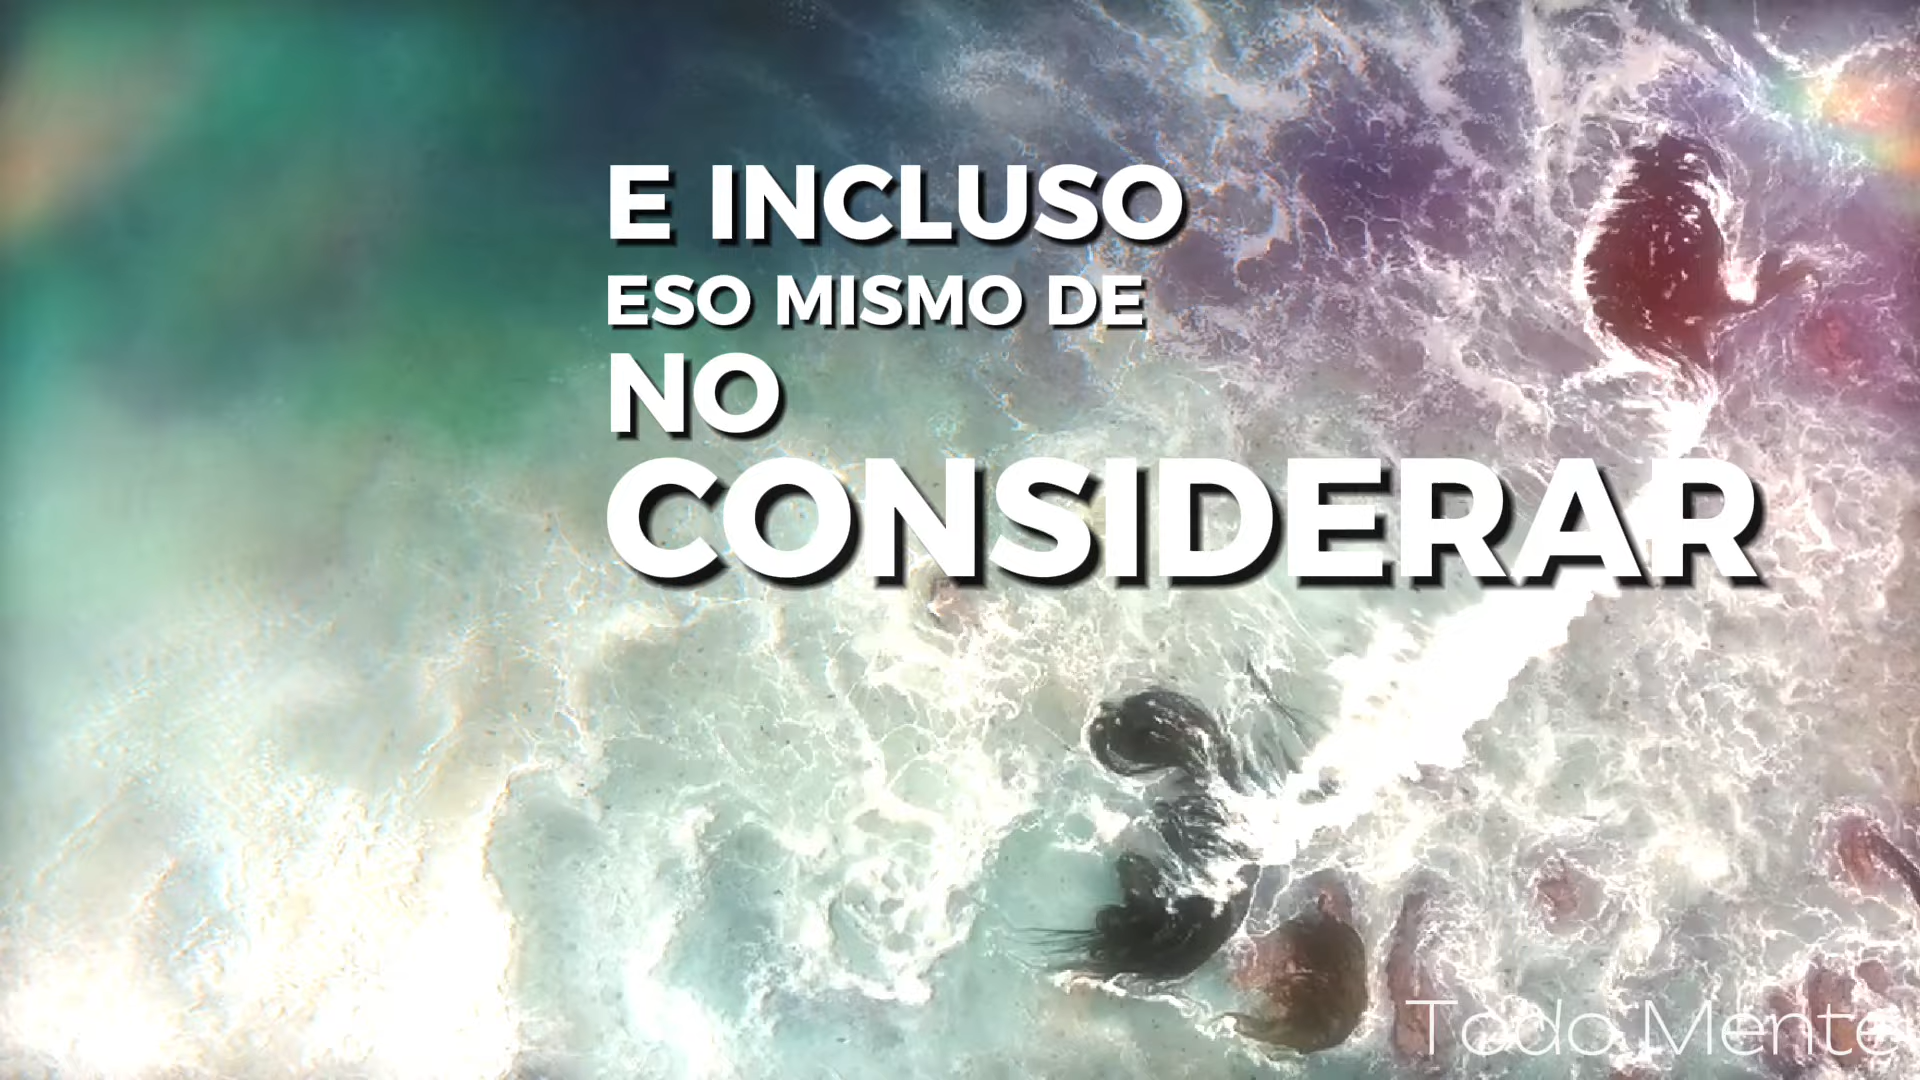 E INCLUSO
ESO MISMO DE
NO
CONSIDERAR
Todo Mente